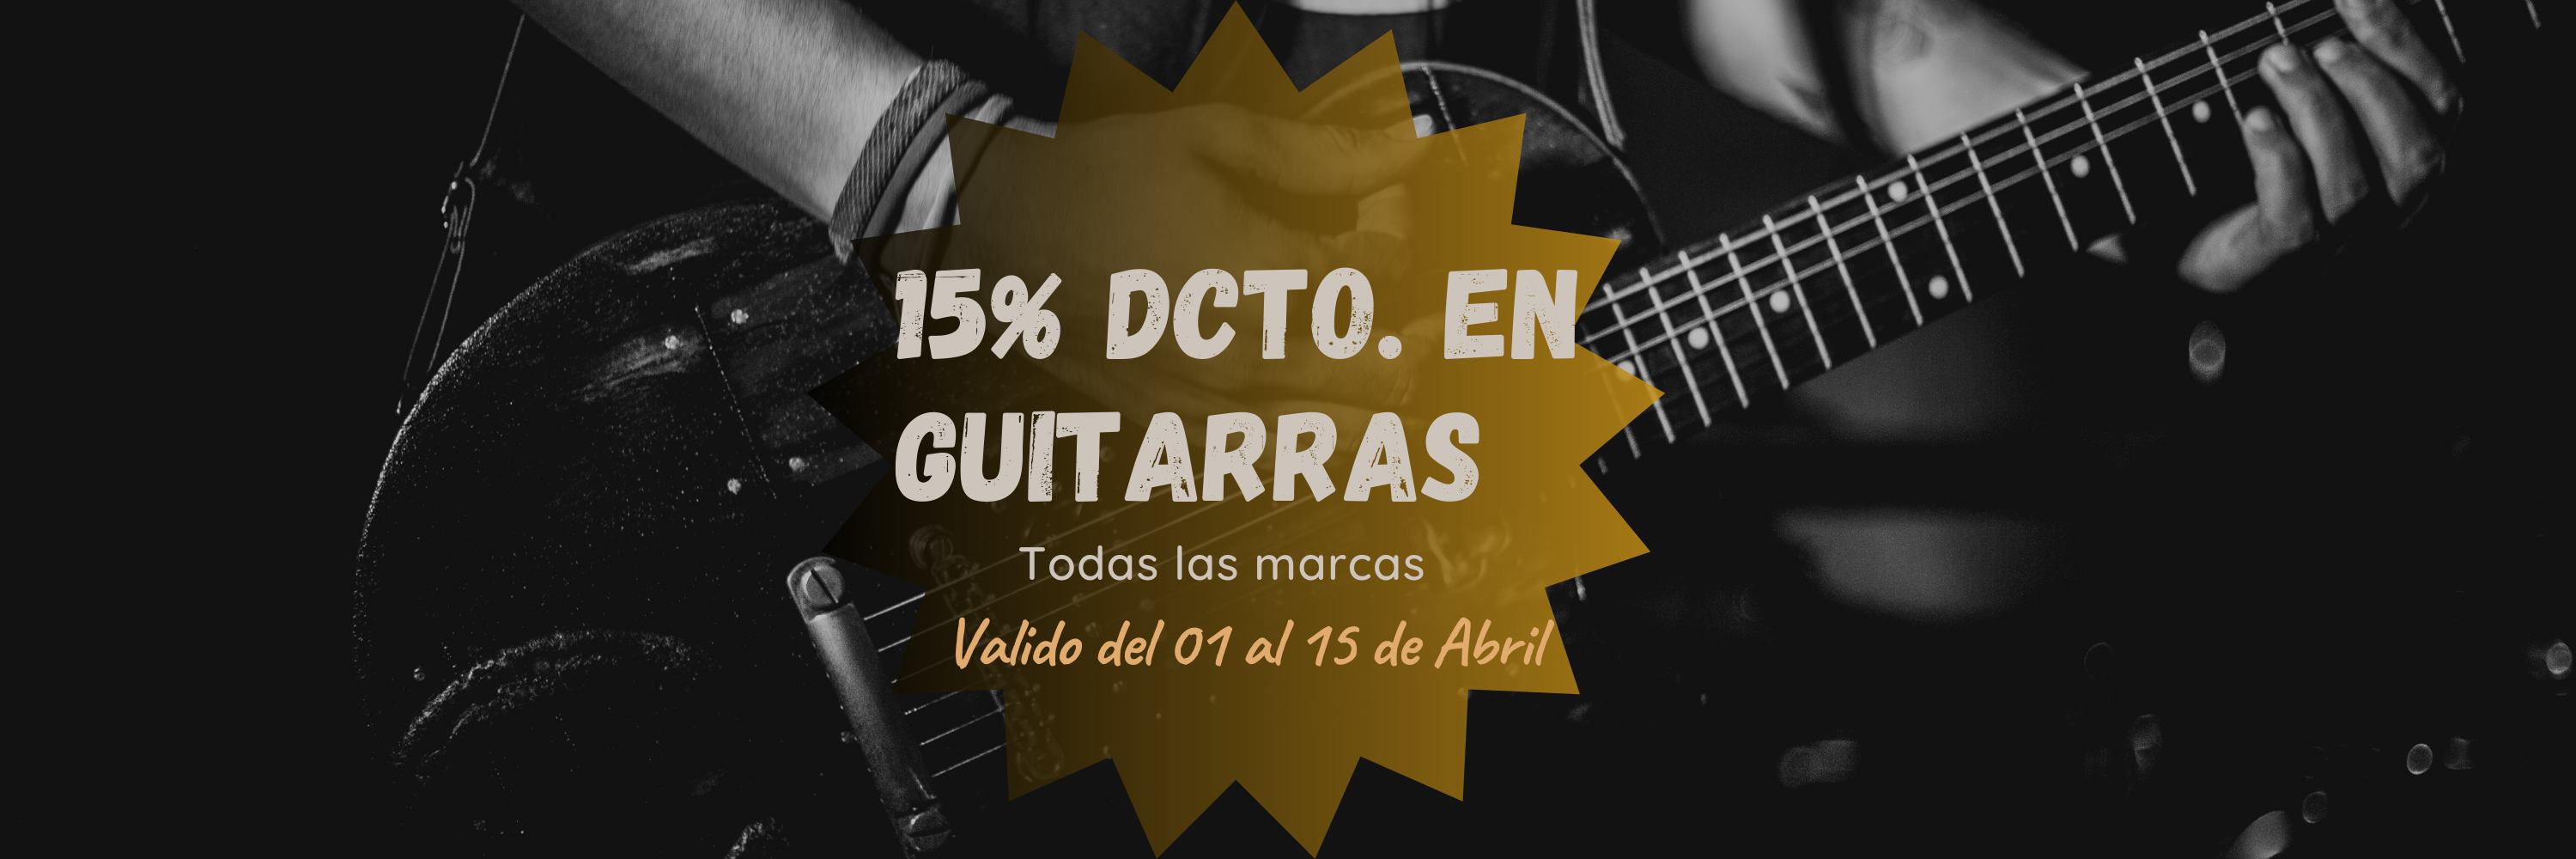 15% DCTO. EN
GUITARRAS
Todas las marcas
Valido del 01 al 15 de Abril